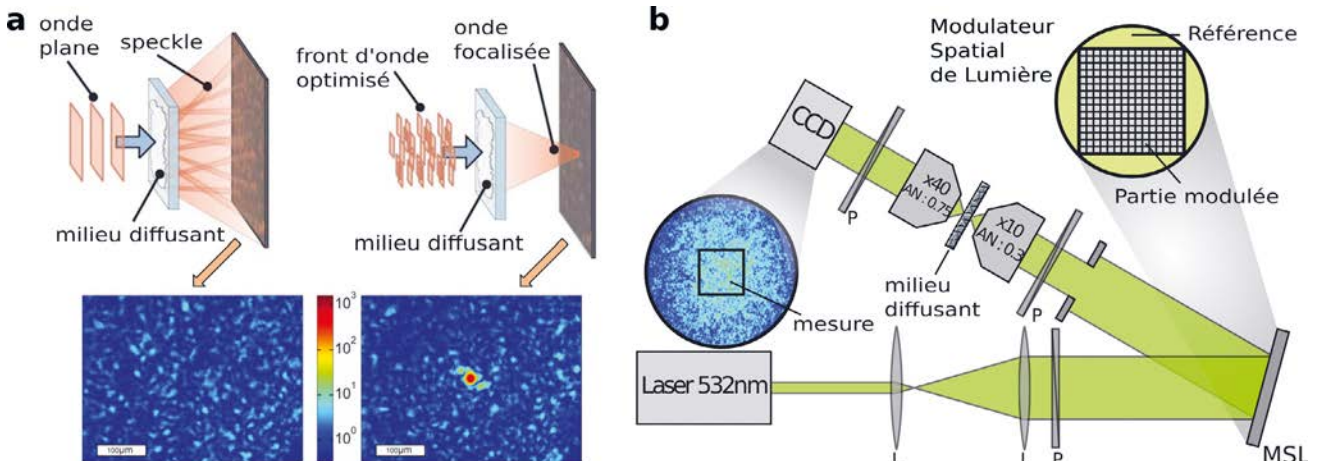 a
onde
plane
speckle
milieu diffusant
front d'onde
optimisé
onde
focalisée
milieu diffusant
100µm
10³
10²
10¹
10⁰
100µm
b
Modulateur
Spatial
de Lumière
Référence
Partie modulée
CCD
P
x40
AN : 0.75
x10
AN : 0.3
milieu
diffusant
P
mesure
Laser 532nm
L
L
P
MSL